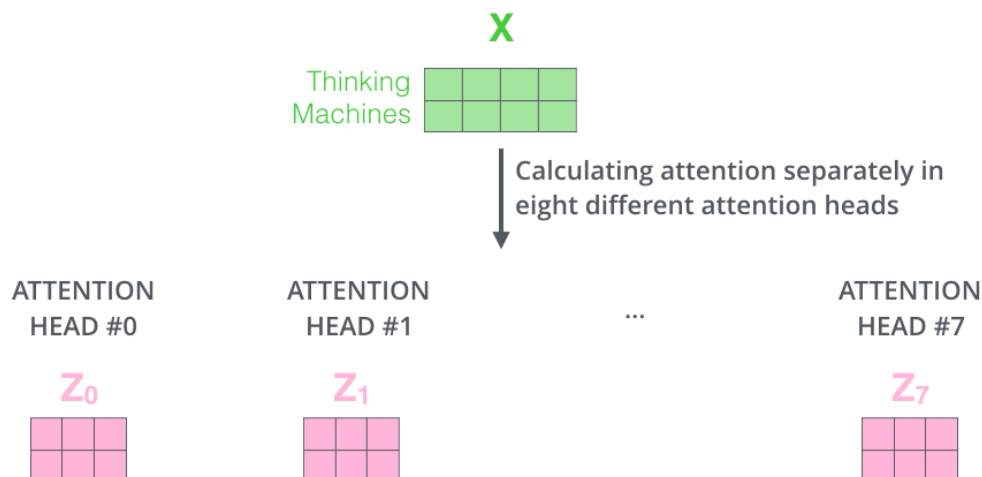 X
Thinking
Machines
Calculating attention separately in
eight different attention heads
ATTENTION
HEAD #0
ATTENTION
HEAD #1
...
ATTENTION
HEAD #7
Z₀
Z₁
Z₇